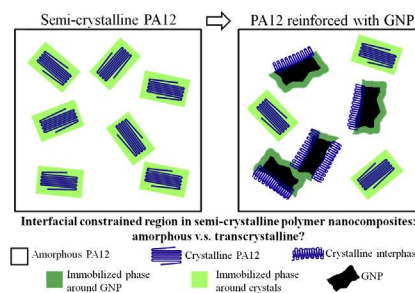 Semi-crystalline PA12
PA12 reinforced with GNP
Interfacial constrained region in semi-crystalline polymer nanocomposites:
amorphous v.s. transcrystalline?
Amorphous PA12
Crystalline PA12
Crystalline interphase
Immobilized phase
around GNP
Immobilized phase
around crystals
GNP